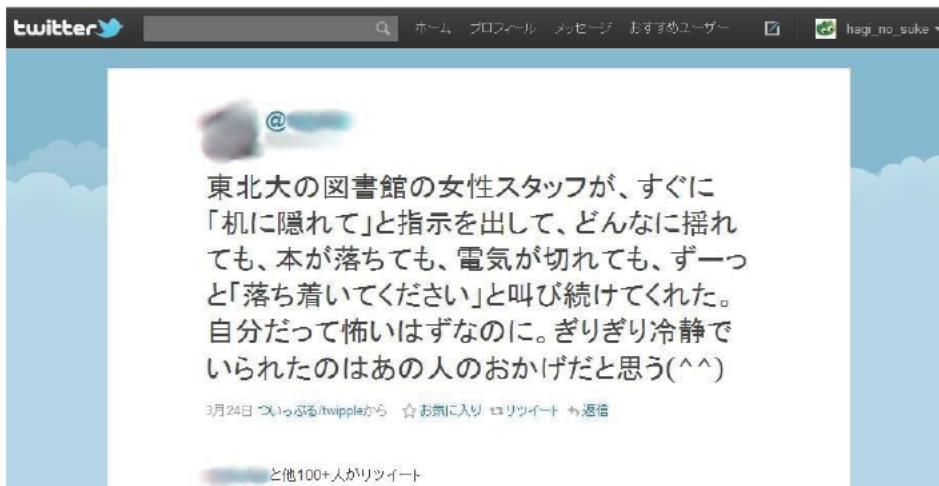 twitter
ホーム プロフィール メッセージ おすすめユーザー hagi_no_suke
@
東北大の図書館の女性スタッフが、すぐに
「机に隠れて」と指示を出して、どんなに揺れ
ても、本が落ちても、電気が切れても、ずーっ
と「落ち着いてください」と叫び続けてくれた。
自分だって怖いはずなのに。ぎりぎり冷静で
いられたのはあの人のおかげだと思う(^^)
3月24日 ついっぷる/twippleから お気に入り リツイート 返信
と他100+人がリツイート